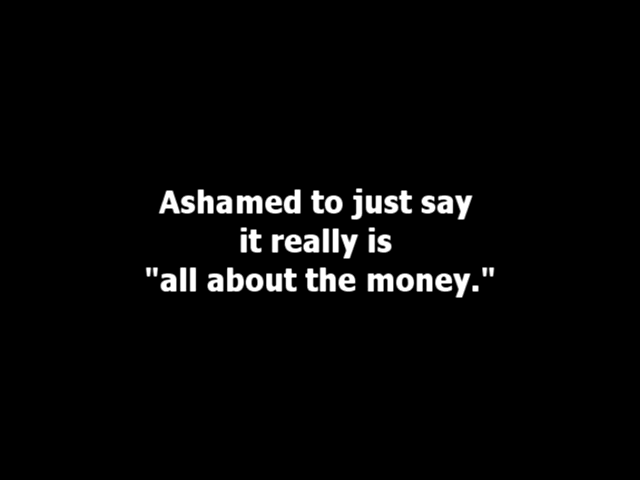 Ashamed to just say
it really is
"all about the money."